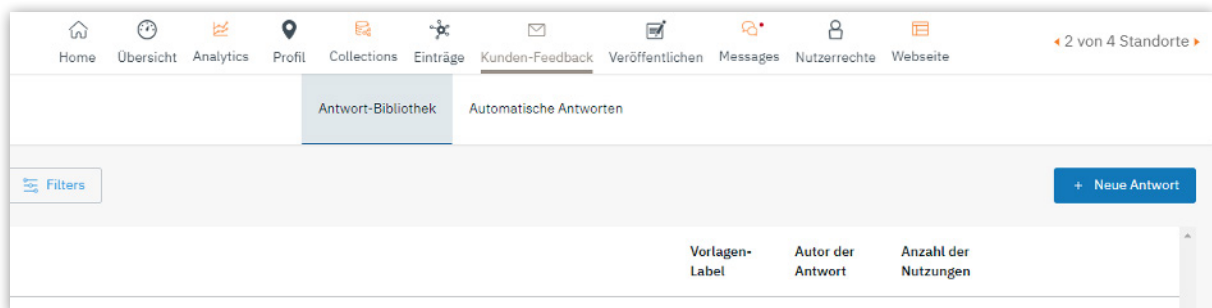 Home Übersicht Analytics Profil Collections Einträge Kunden-Feedback Veröffentlichen Messages Nutzerrechte Webseite
2 von 4 Standorte
Antwort-Bibliothek Automatische Antworten
Filters + Neue Antwort
Vorlagen- Autor der Anzahl der
Label Antwort Nutzungen